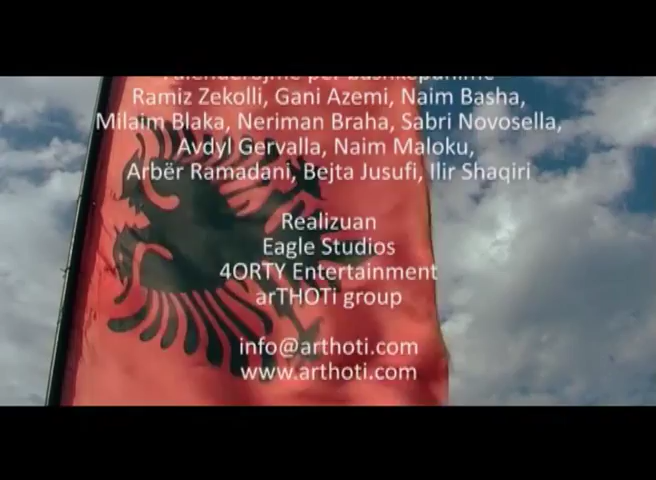 Ramiz Zekolli, Gani Azemi, Naim Basha,
Milaim Blaka, Neriman Braha, Sabri Novosella,
Avdyl Gervalla, Naim Maloku,
Arbër Ramadani, Bejta Jusufi, Ilir Shaqiri
Realizuan
Eagle Studios
4ORTY Entertainment
arTHOTi group
info@arthoti.com
www.arthoti.com